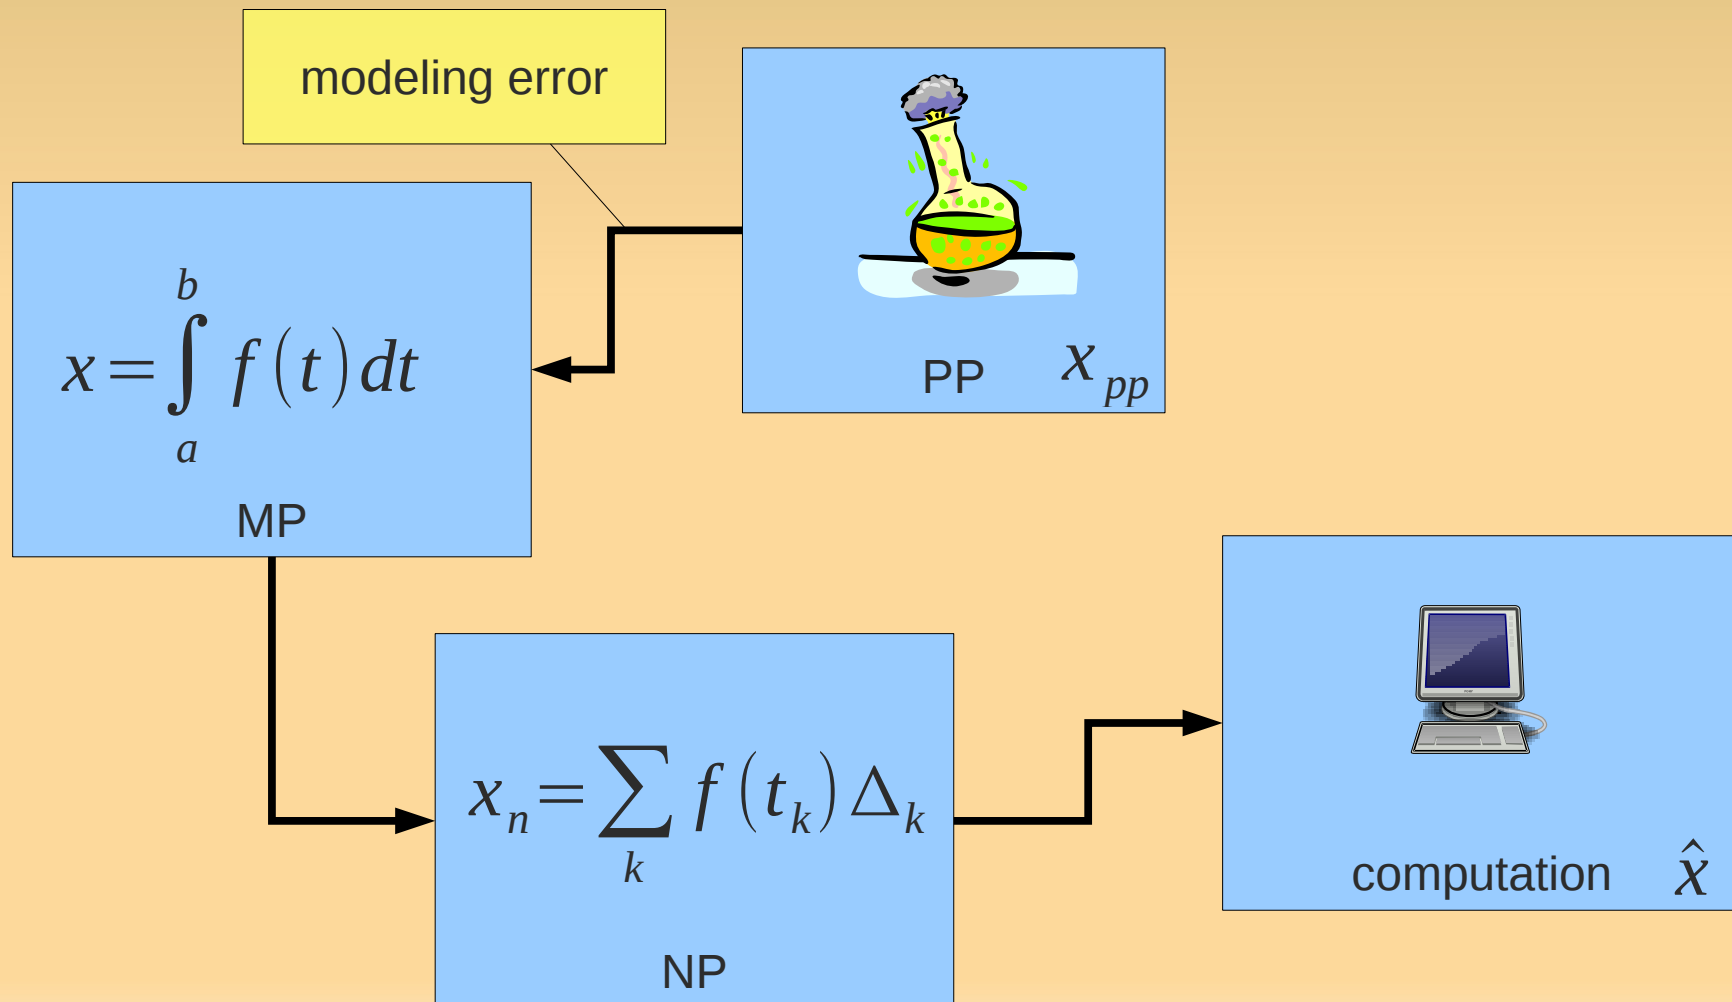 modeling error
PP x_pp
x = ∫_a^b f(t) dt
MP
x_n = ∑_k f(t_k) Δ_k
NP
computation x̂